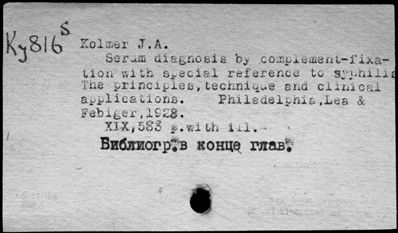 Ку816 S
Kolmer J.A.
Serum diagnosis by complement-fixa-
tion with special reference to syphilis
The principles,technique and clinical
applications. Philadelphia,Lea &
Febiger,1928.
XIX,583 p.with ill.
Библиогр.в конце глав.